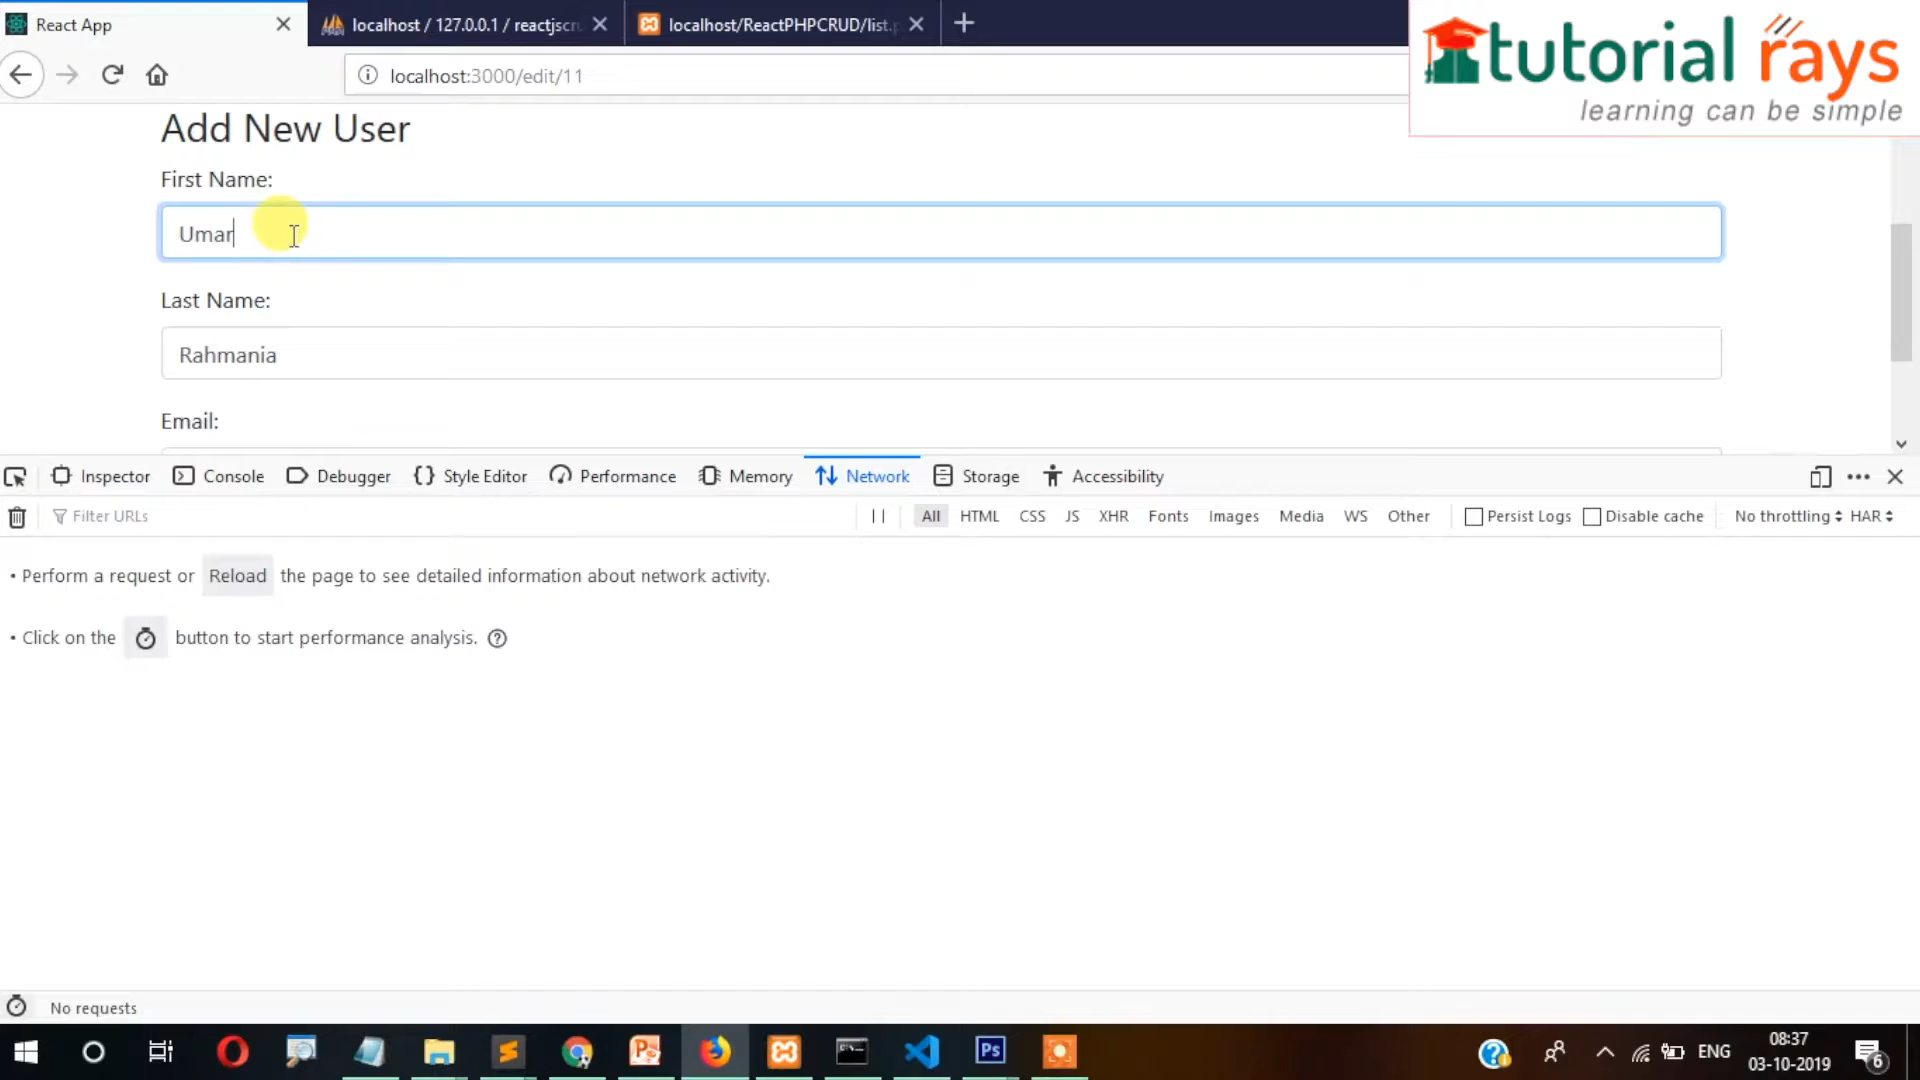 React App
localhost / 127.0.0.1 / reactjscru
localhost/ReactPHPCRUD/list.p
tutorial rays
learning can be simple
localhost:3000/edit/11
Add New User
First Name:
Umar
Last Name:
Rahmania
Email:
Inspector Console Debugger {} Style Editor Performance Memory Network Storage Accessibility
Filter URLs All HTML CSS JS XHR Fonts Images Media WS Other Persist Logs Disable cache No throttling HAR
• Perform a request or Reload the page to see detailed information about network activity.
• Click on the button to start performance analysis. ?
No requests
ENG
08:37
03-10-2019
6
Ps